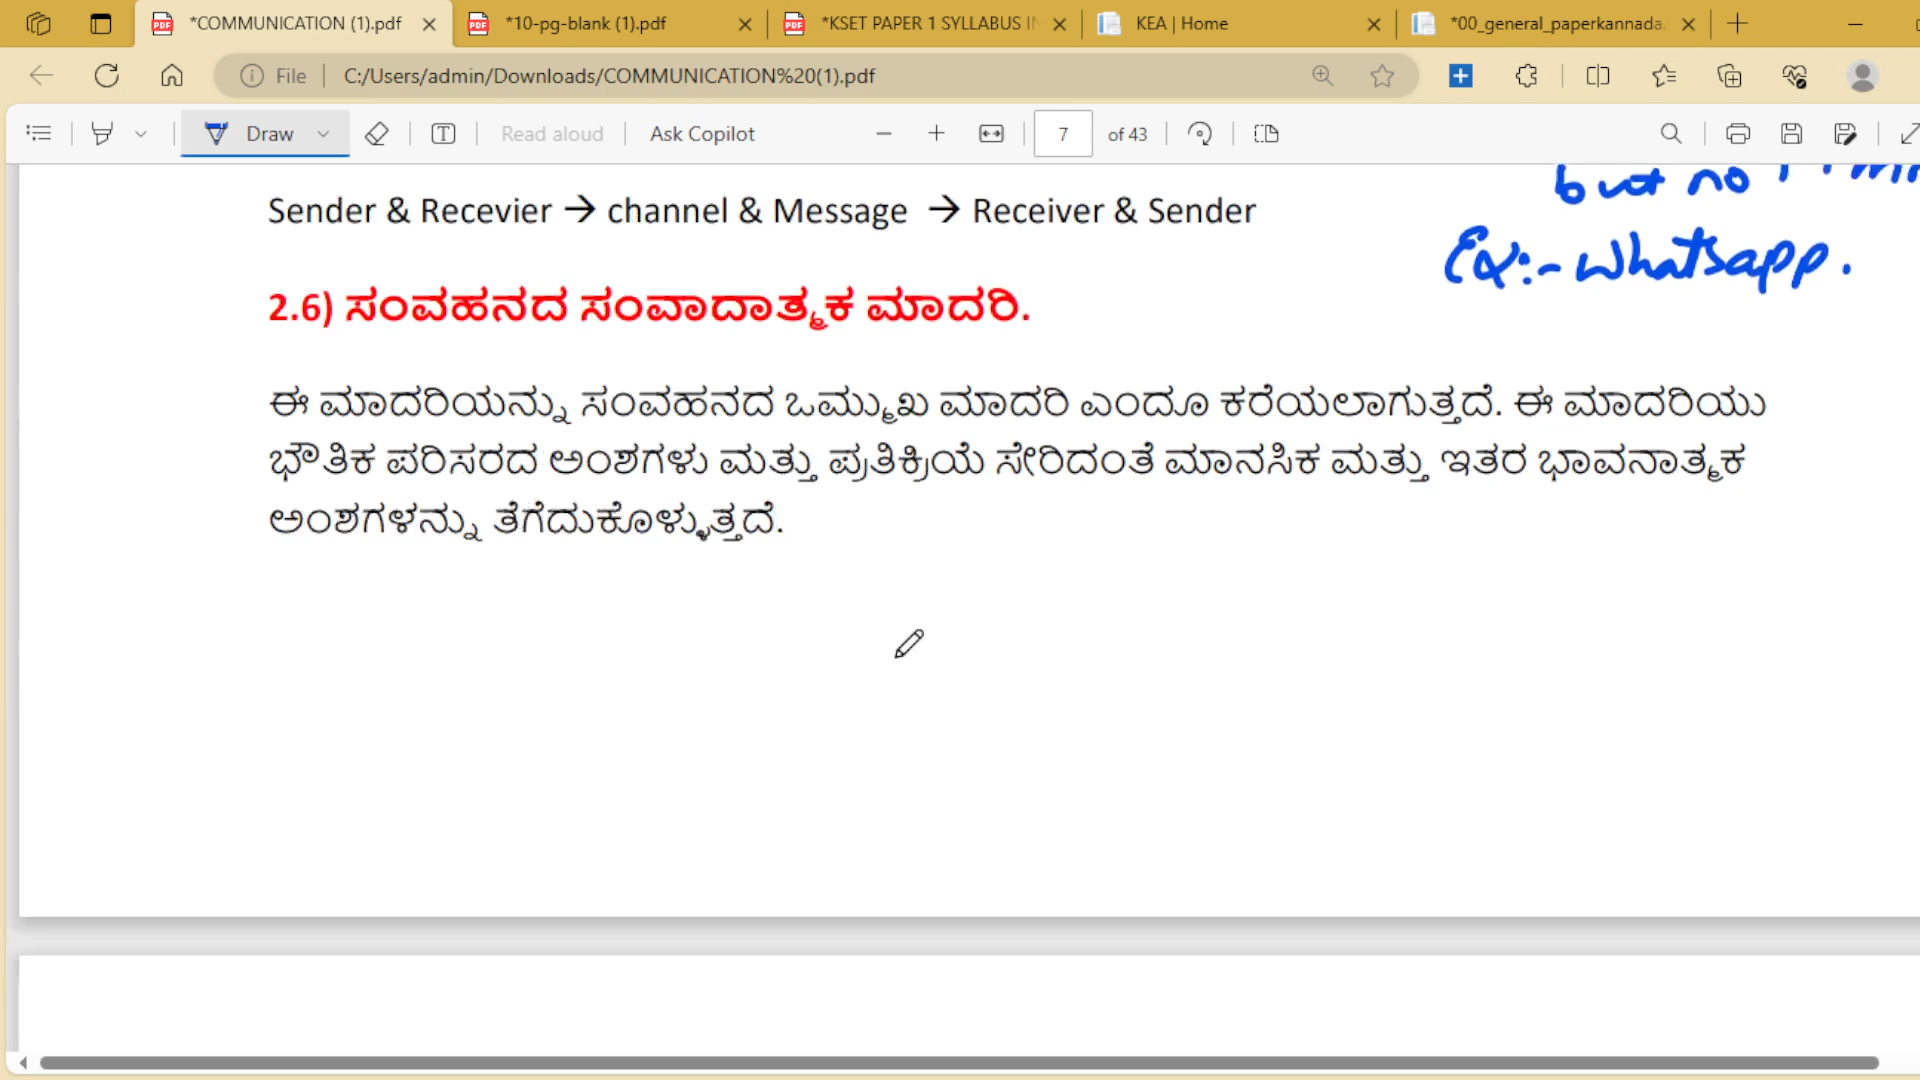 *COMMUNICATION (1).pdf
*10-pg-blank (1).pdf
*KSET PAPER 1 SYLLABUS IN
KEA | Home
*00_general_paperkannada.
File
C:/Users/admin/Downloads/COMMUNICATION%20(1).pdf
Draw
Read aloud
Ask Copilot
7
of 43
but no
Sender & Recevier → channel & Message → Receiver & Sender
Ex:- whatsapp.
2.6) ಸಂವಹನದ ಸಂವಾದಾತ್ಮಕ ಮಾದರಿ.
ಈ ಮಾದರಿಯನ್ನು ಸಂವಹನದ ಒಮ್ಮುಖ ಮಾದರಿ ಎಂದೂ ಕರೆಯಲಾಗುತ್ತದೆ. ಈ ಮಾದರಿಯು
ಭೌತಿಕ ಪರಿಸರದ ಅಂಶಗಳು ಮತ್ತು ಪ್ರತಿಕ್ರಿಯೆ ಸೇರಿದಂತೆ ಮಾನಸಿಕ ಮತ್ತು ಇತರ ಭಾವನಾತ್ಮಕ
ಅಂಶಗಳನ್ನು ತೆಗೆದುಕೊಳ್ಳುತ್ತದೆ.